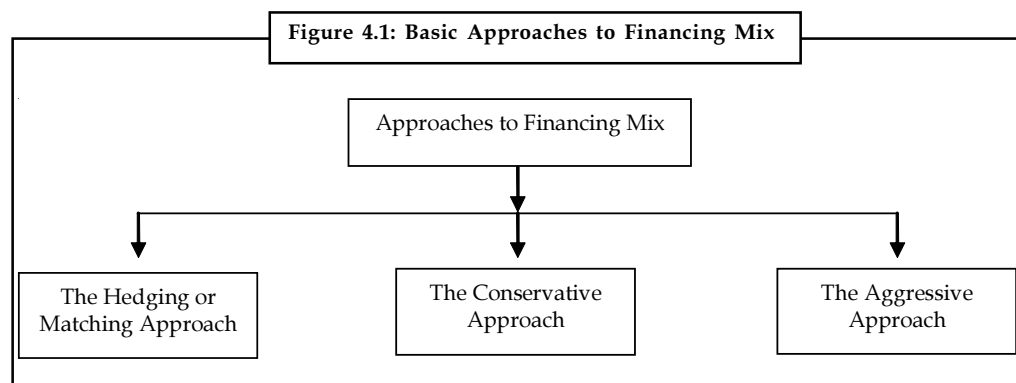 Figure 4.1: Basic Approaches to Financing Mix
Approaches to Financing Mix
The Hedging or
Matching Approach
The Conservative
Approach
The Aggressive
Approach